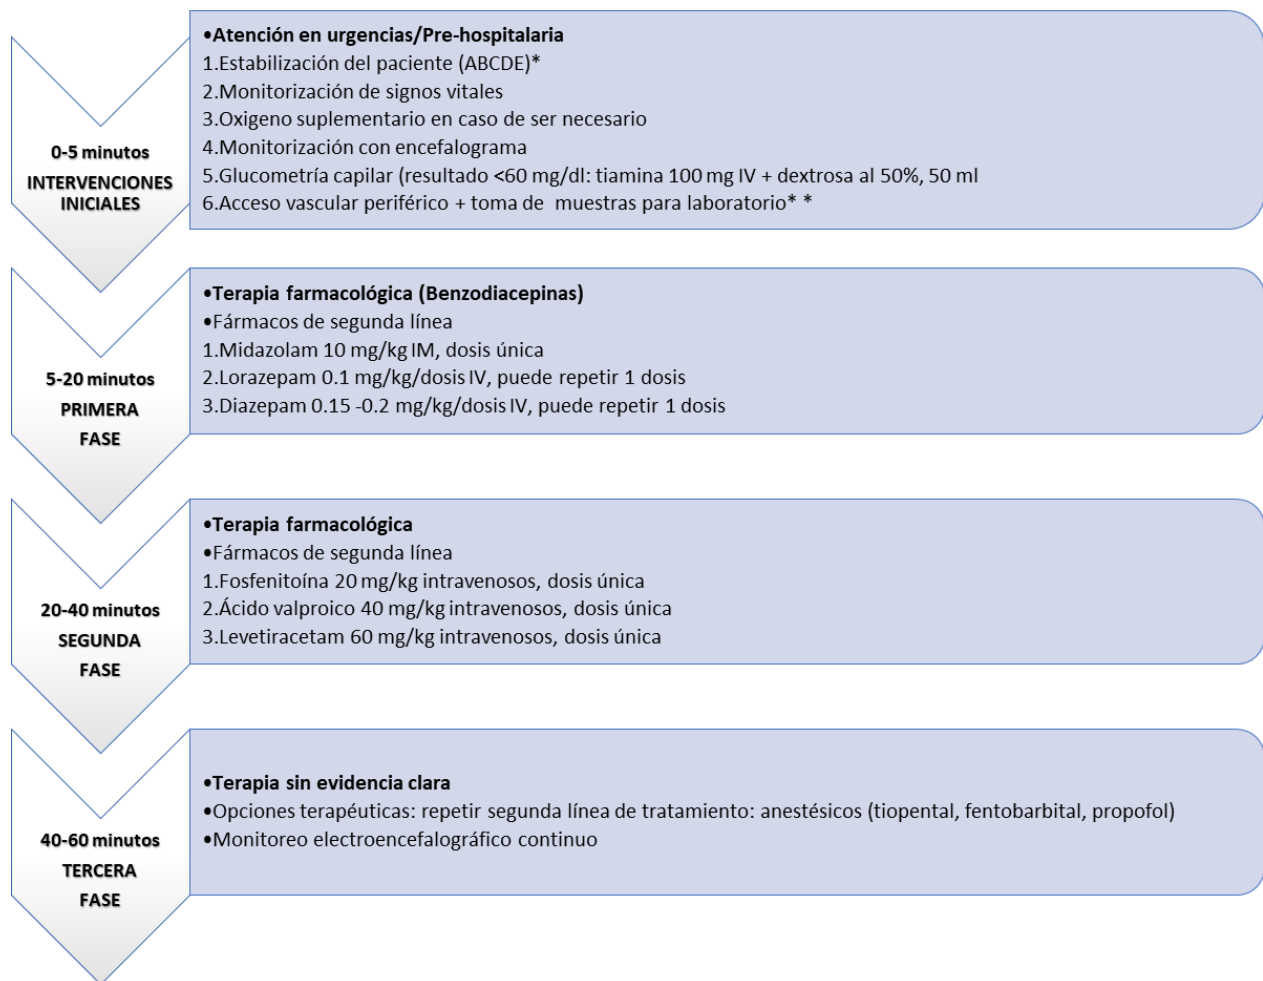 0-5 minutos
INTERVENCIONES
INICIALES
•Atención en urgencias/Pre-hospitalaria
1.Estabilización del paciente (ABCDE)*
2.Monitorización de signos vitales
3.Oxigeno suplementario en caso de ser necesario
4.Monitorización con encefalograma
5.Glucometría capilar (resultado <60 mg/dl: tiamina 100 mg IV + dextrosa al 50%, 50 ml
6.Acceso vascular periférico + toma de muestras para laboratorio* *
5-20 minutos
PRIMERA
FASE
•Terapia farmacológica (Benzodiacepinas)
•Fármacos de segunda línea
1.Midazolam 10 mg/kg IM, dosis única
2.Lorazepam 0.1 mg/kg/dosis IV, puede repetir 1 dosis
3.Diazepam 0.15 -0.2 mg/kg/dosis IV, puede repetir 1 dosis
20-40 minutos
SEGUNDA
FASE
•Terapia farmacológica
•Fármacos de segunda línea
1.Fosfenitoína 20 mg/kg intravenosos, dosis única
2.Ácido valproico 40 mg/kg intravenosos, dosis única
3.Levetiracetam 60 mg/kg intravenosos, dosis única
40-60 minutos
TERCERA
FASE
•Terapia sin evidencia clara
•Opciones terapéuticas: repetir segunda línea de tratamiento: anestésicos (tiopental, fentobarbital, propofol)
•Monitoreo electroencefalográfico continuo